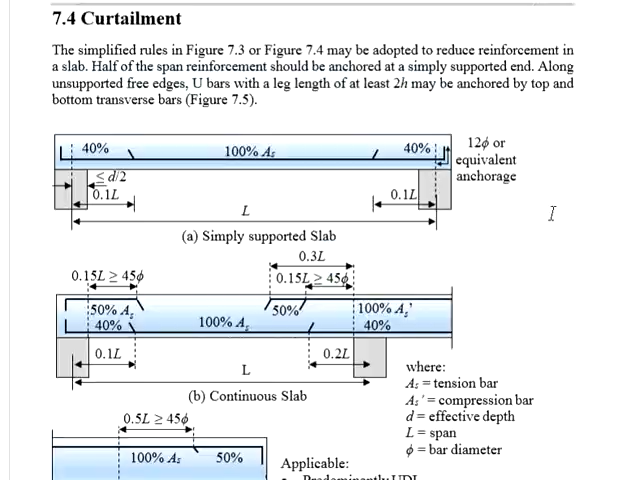 7.4 Curtailment
The simplified rules in Figure 7.3 or Figure 7.4 may be adopted to reduce reinforcement in
a slab. Half of the span reinforcement should be anchored at a simply supported end. Along
unsupported free edges, U bars with a leg length of at least 2h may be anchored by top and
bottom transverse bars (Figure 7.5).
40%
100% Aₛ
40%
12ϕ or
equivalent
anchorage
≤ d/2
0.1L
0.1L
L
(a) Simply supported Slab
0.3L
0.15L ≥ 45ϕ
0.15L ≥ 45ϕ
50% Aₛ
50%
100% Aₛ'
40%
100% Aₛ
40%
0.1L
0.2L
L
(b) Continuous Slab
where:
Aₛ = tension bar
Aₛ' = compression bar
d = effective depth
L = span
ϕ = bar diameter
0.5L ≥ 45ϕ
100% Aₛ
50%
Applicable:
Predominantly UDL